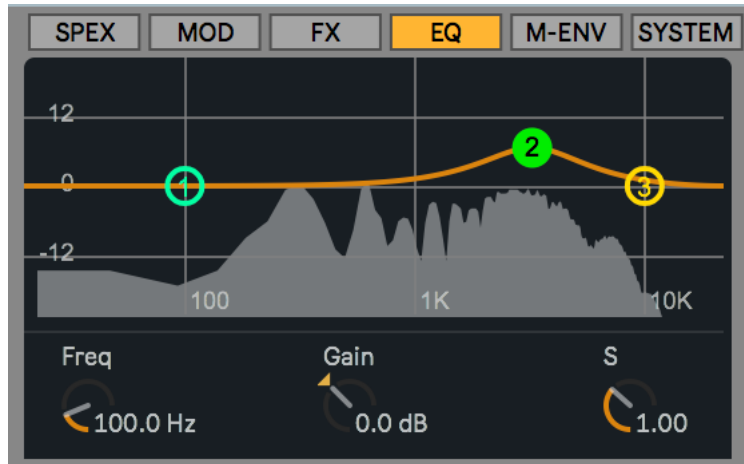 SPEX MOD FX EQ M-ENV SYSTEM
12
2
0 1 3
-12
100 1K 10K
Freq Gain S
100.0 Hz 0.0 dB 1.00